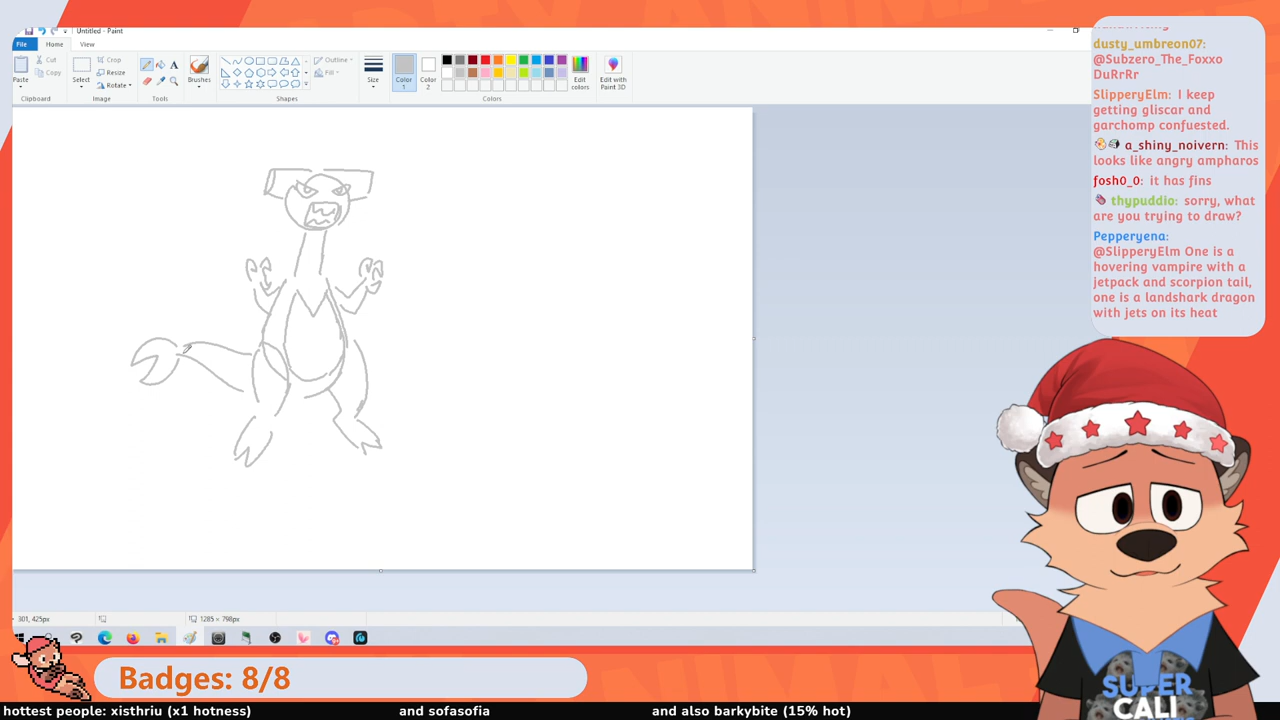 Untitled - Paint
File
Home
View
Paste
Cut
Copy
Clipboard
Select
Crop
Resize
Rotate
Image
A
Tools
Brushes
Outline
Fill
Shapes
Size
Color
1
Color
2
Edit
colors
Edit with
Paint 3D
Colors
dusty_umbreon07:
@Subzero_The_Foxxo
DuRrRr
SlipperyElm: I keep
getting gliscar and
garchomp confuested.
a_shiny_noivern: This
looks like angry ampharos
fosh0_0: it has fins
thypuddio: sorry, what
are you trying to draw?
Pepperyena:
@SlipperyElm One is a
hovering vampire with a
jetpack and scorpion tail,
one is a landshark dragon
with jets on its heat
301, 425px
1285 × 798px
SUPER
CALI
Badges: 8/8
hottest people: xisthriu (x1 hotness) and sofasofia and also barkybite (15% hot)